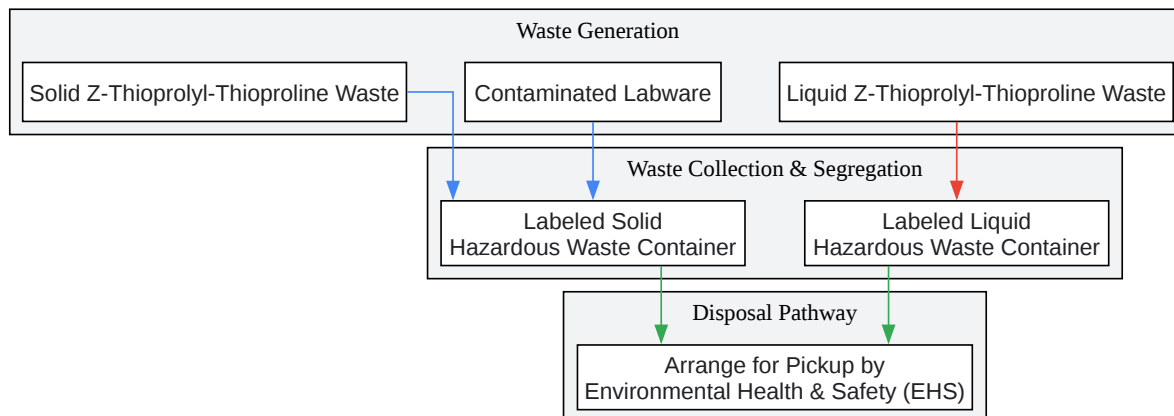 Waste Generation
Solid Z-Thioprolyl-Thioproline Waste
Contaminated Labware
Liquid Z-Thioprolyl-Thioproline Waste
Waste Collection & Segregation
Labeled Solid
Hazardous Waste Container
Labeled Liquid
Hazardous Waste Container
Disposal Pathway
Arrange for Pickup by
Environmental Health & Safety (EHS)